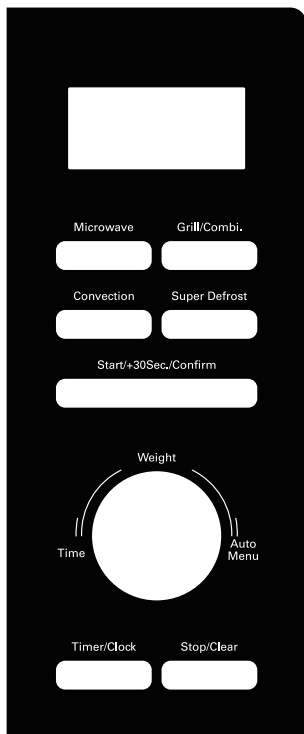 Microwave Grill/Combi.
Convection Super Defrost
Start/+30Sec./Confirm
Weight
Time
Auto
Menu
Timer/Clock Stop/Clear